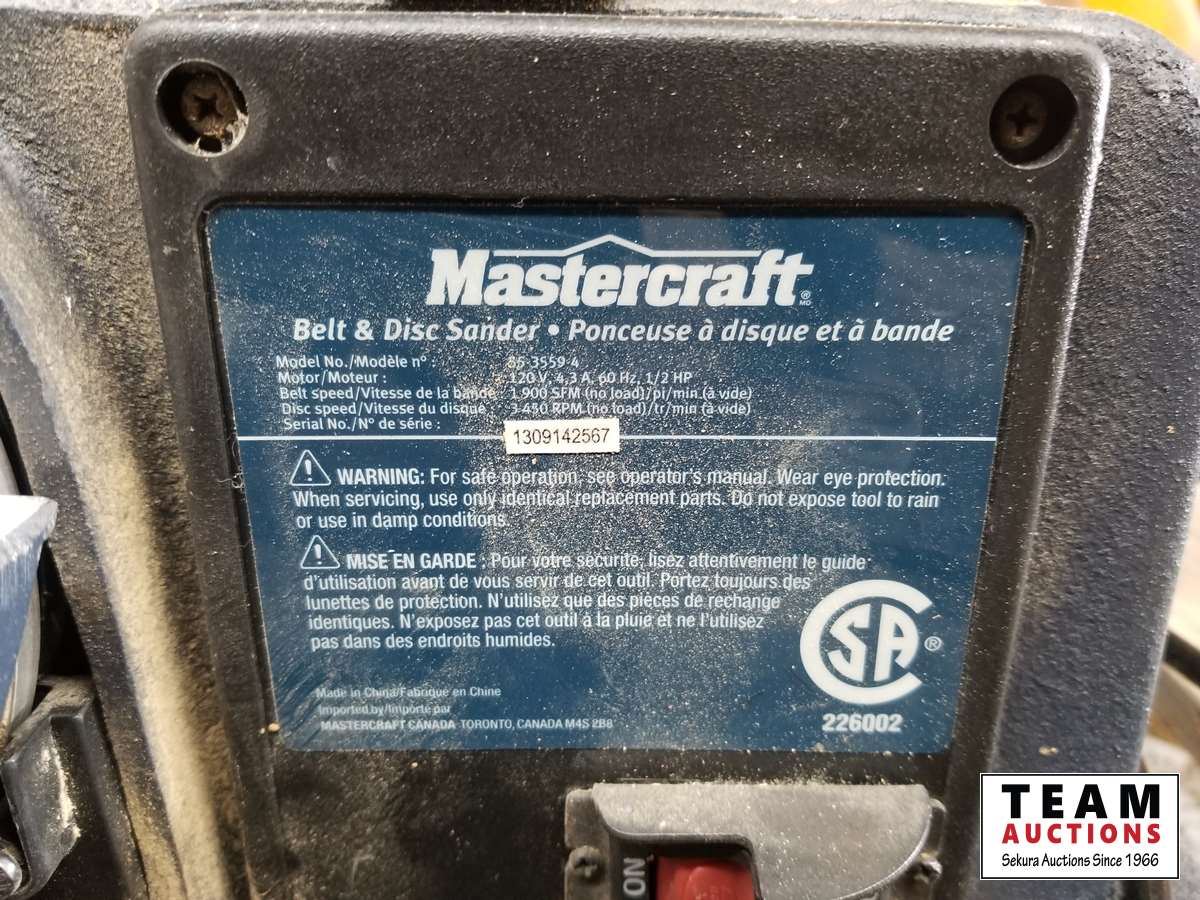 Mastercraft®
MD
Belt & Disc Sander • Ponceuse à disque et à bande
Model No./Modèle n° 55-3559-4
Motor/Moteur : 120 V, 4,3 A, 60 Hz, 1/2 HP
Belt speed/Vitesse de la bande : 1 900 SFM (no load)/pi/min (à vide)
Disc speed/Vitesse du disque : 3 450 RPM (no load)/tr/min (à vide)
Serial No./N° de série : 1309142567
WARNING: For safe operation, see operator's manual. Wear eye protection.
When servicing, use only identical replacement parts. Do not expose tool to rain
or use in damp conditions.
MISE EN GARDE : Pour votre sécurité, lisez attentivement le guide
d'utilisation avant de vous servir de cet outil. Portez toujours des
lunettes de protection. N'utilisez que des pièces de rechange
identiques. N'exposez pas cet outil à la pluie et ne l'utilisez
pas dans des endroits humides.
Made in China/Fabriqué en Chine
Imported by/Importé par
MASTERCRAFT CANADA TORONTO, CANADA M4S 2B8
CSA®
226002
ON
TEAM
AUCTIONS
Sekura Auctions Since 1966